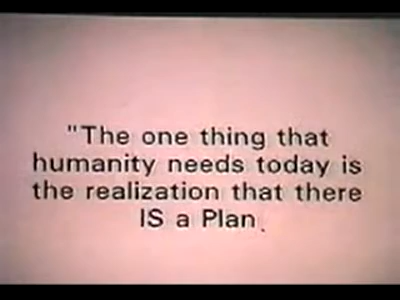 "The one thing that
humanity needs today is
the realization that there
IS a Plan.